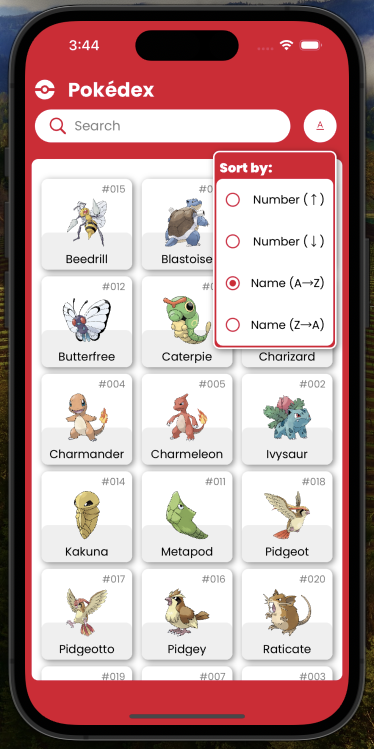 3:44
Pokédex
Search
A
Sort by:
Number (↑)
Number (↓)
Name (A→Z)
Name (Z→A)
#015
Beedrill
Blastoise
#012
Butterfree
Caterpie
Charizard
#004
Charmander
#005
Charmeleon
#002
Ivysaur
#014
Kakuna
#011
Metapod
#018
Pidgeot
#017
Pidgeotto
#016
Pidgey
#020
Raticate
#019
#007
#003